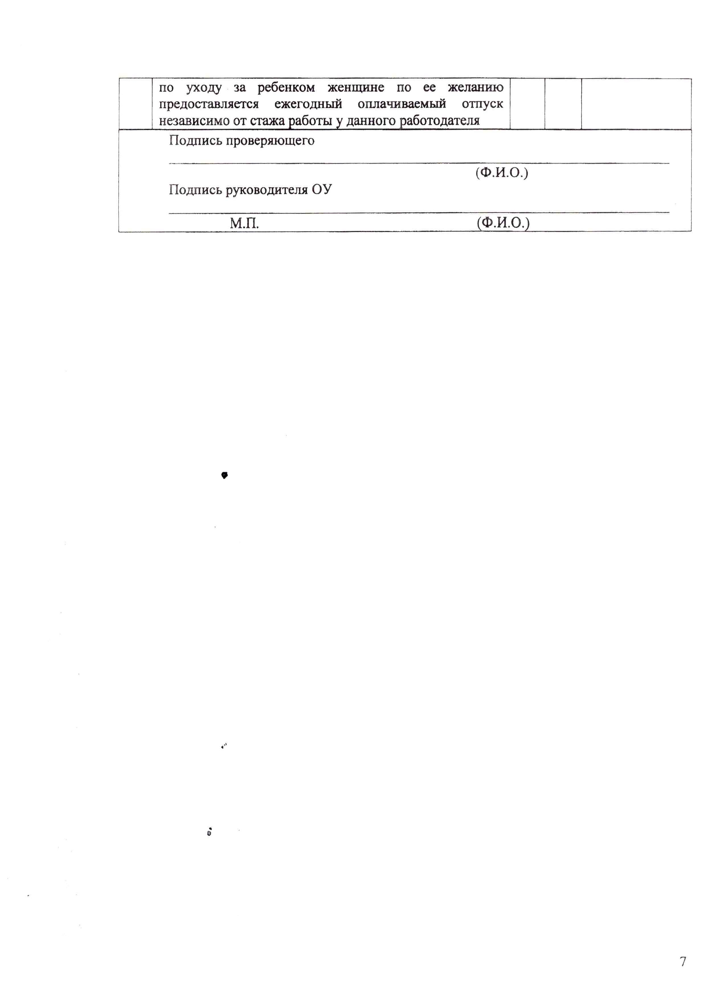 по уходу за ребенком женщине по ее желанию
предоставляется ежегодный оплачиваемый отпуск
независимо от стажа работы у данного работодателя
Подпись проверяющего
(Ф.И.О.)
Подпись руководителя ОУ
М.П. (Ф.И.О.)
7